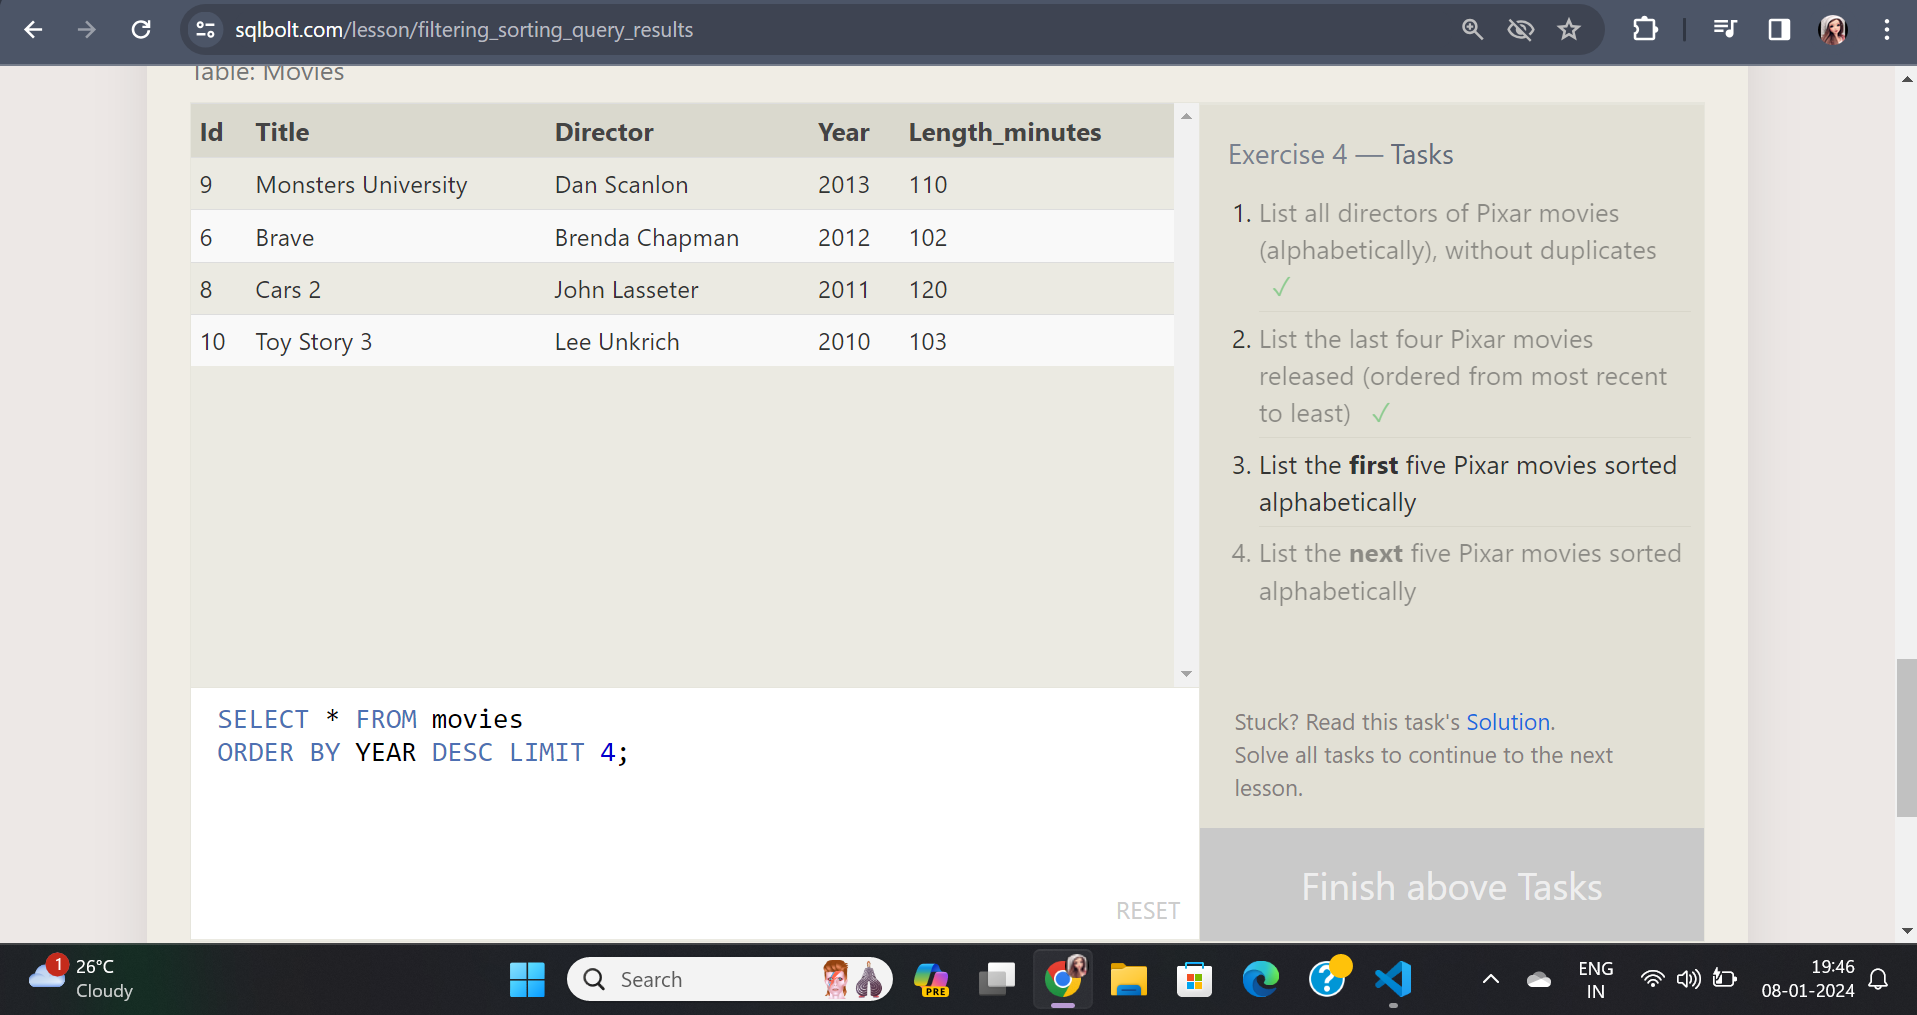 sqlbolt.com/lesson/filtering_sorting_query_results
Table: Movies
Id Title Director Year Length_minutes
9 Monsters University Dan Scanlon 2013 110
6 Brave Brenda Chapman 2012 102
8 Cars 2 John Lasseter 2011 120
10 Toy Story 3 Lee Unkrich 2010 103
SELECT * FROM movies
ORDER BY YEAR DESC LIMIT 4;
RESET
Exercise 4 — Tasks
1. List all directors of Pixar movies
(alphabetically), without duplicates
✓
2. List the last four Pixar movies
released (ordered from most recent
to least) ✓
3. List the first five Pixar movies sorted
alphabetically
4. List the next five Pixar movies sorted
alphabetically
Stuck? Read this task's Solution.
Solve all tasks to continue to the next
lesson.
Finish above Tasks
1
26°C
Cloudy
Search
PRE
ENG
IN
19:46
08-01-2024